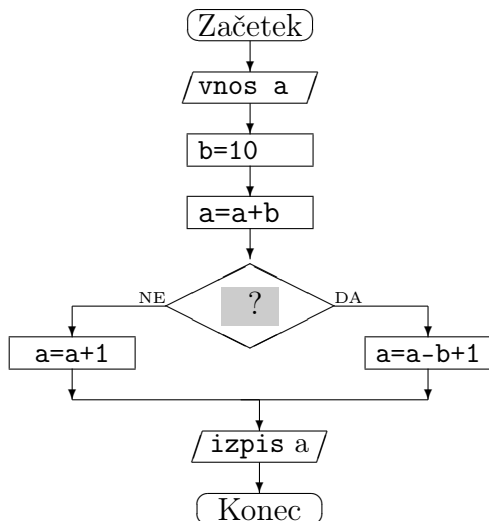 Začetek
vnos a
b=10
a=a+b
NE
?
DA
a=a+1
a=a-b+1
izpis a
Konec